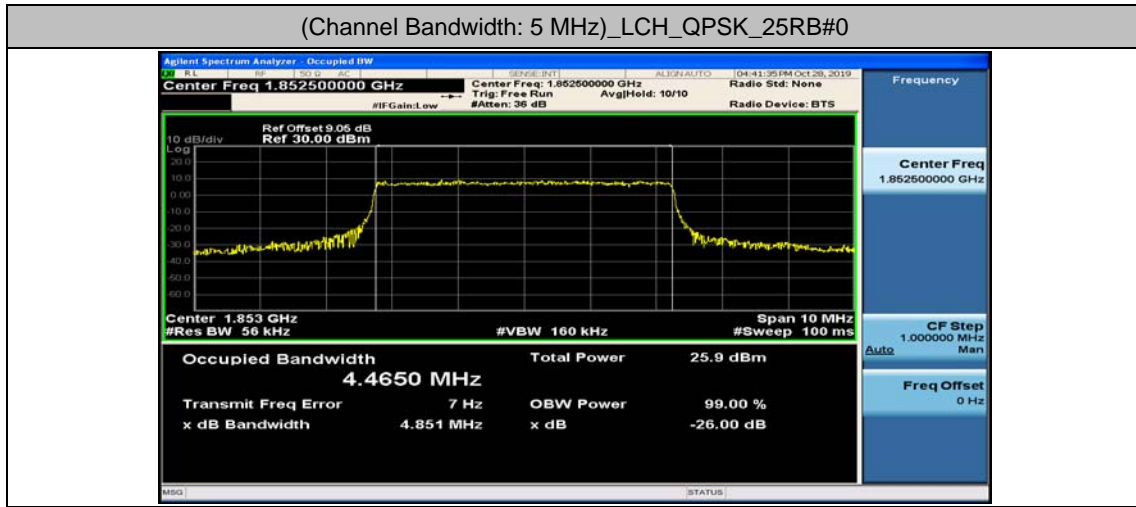 (Channel Bandwidth: 5 MHz)_LCH_QPSK_25RB#0
Agilent Spectrum Analyzer - Occupied BW
RL RF 50 Ω AC SENSE:INT ALIGN AUTO 04:41:35 PM Oct 28, 2019
Center Freq 1.852500000 GHz
Center Freq: 1.852500000 GHz
Radio Std: None
Trig: Free Run
Avg|Hold: 10/10
#IFGain:Low
#Atten: 36 dB
Radio Device: BTS
Ref Offset 9.05 dB
10 dB/div Ref 30.00 dBm
Log
20.0
10.0
0.00
-10.0
-20.0
-30.0
-40.0
-50.0
-60.0
Center 1.853 GHz
Span 10 MHz
#Res BW 56 kHz
#VBW 160 kHz
#Sweep 100 ms
Occupied Bandwidth
Total Power 25.9 dBm
4.4650 MHz
Transmit Freq Error 7 Hz
OBW Power 99.00 %
x dB Bandwidth 4.851 MHz
x dB -26.00 dB
Frequency
Center Freq
1.852500000 GHz
CF Step
1.000000 MHz
Auto Man
Freq Offset
0 Hz
MSG
STATUS